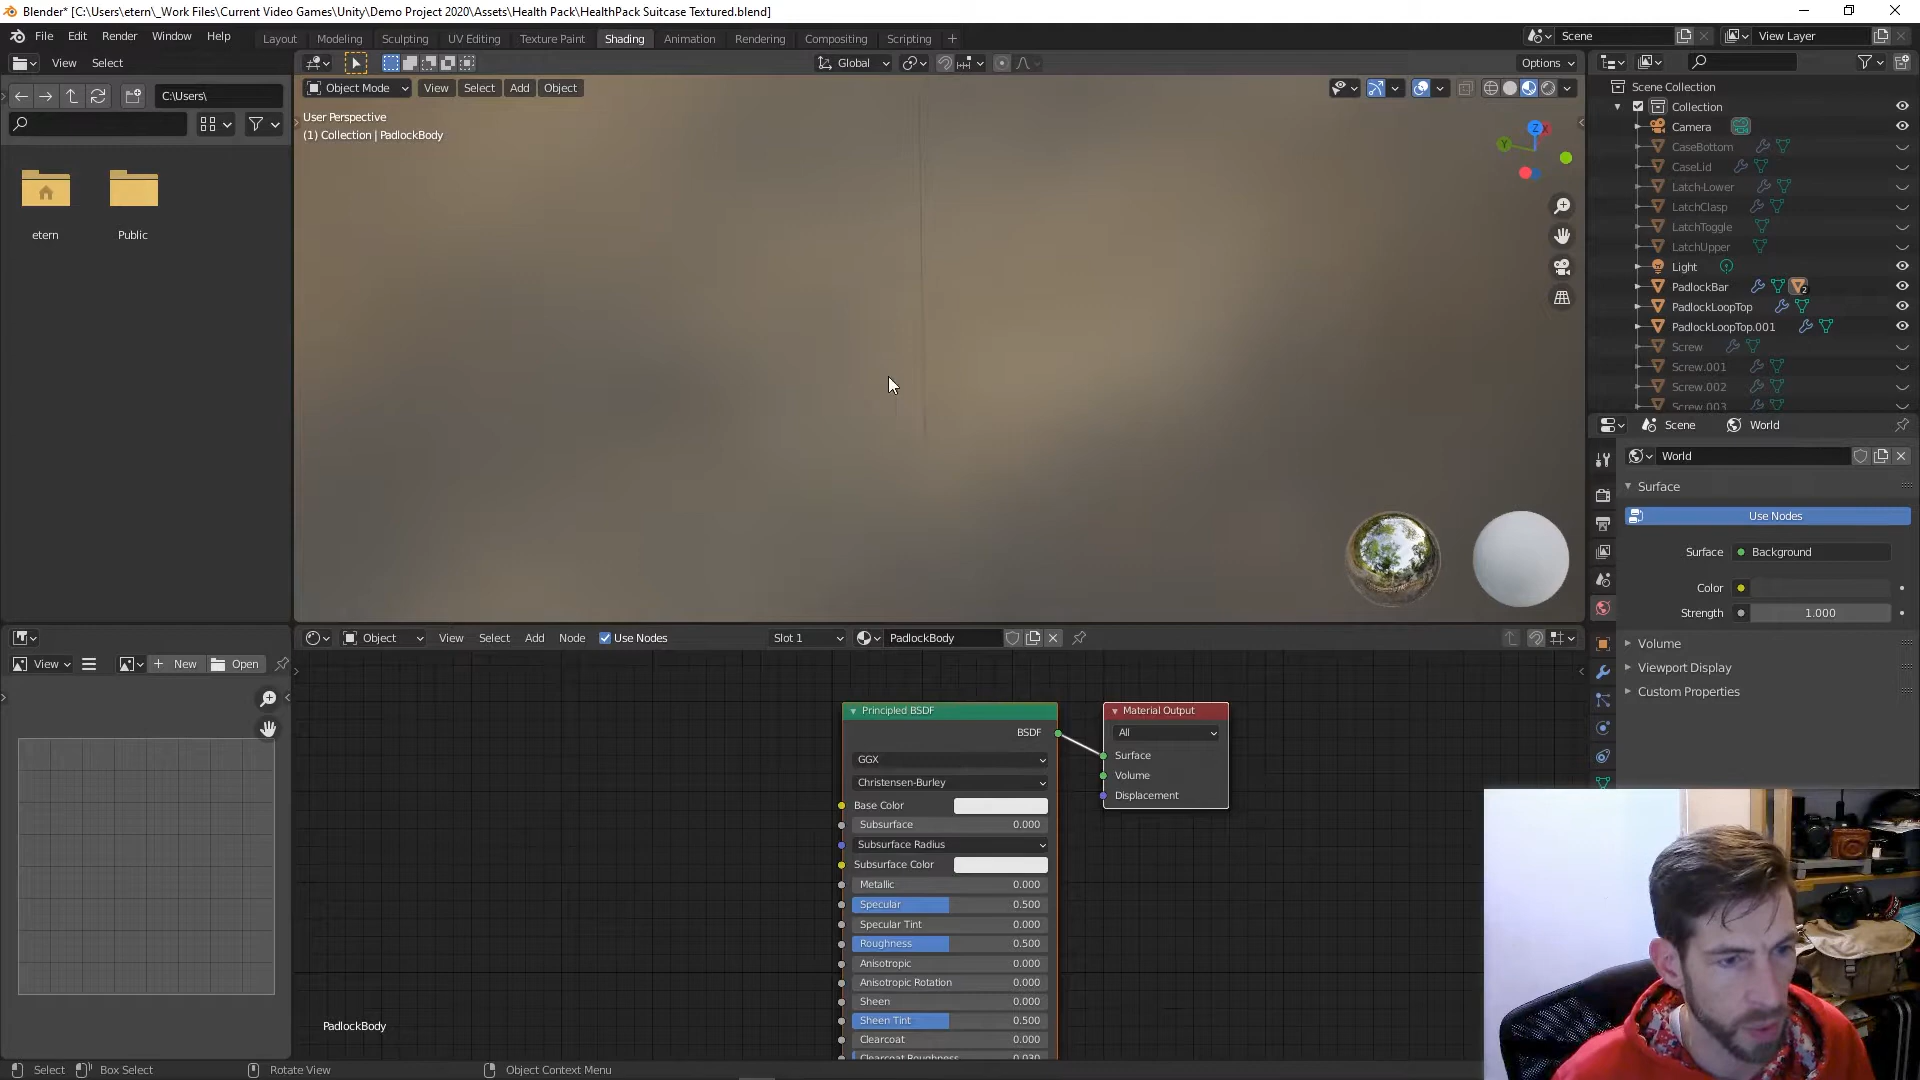 Blender* [C:\Users\etern\_Work Files\Current Video Games\Unity\Demo Project 2020\Assets\Health Pack\HealthPack Suitcase Textured.blend]
File Edit Render Window Help Layout Modeling Sculpting UV Editing Texture Paint Shading Animation Rendering Compositing Scripting + Scene View Layer
View Select Global Options
C:\Users\ Object Mode View Select Add Object
User Perspective
(1) Collection | PadlockBody
etern Public
Z X Y
Scene Collection
Collection
Camera
CaseBottom
CaseLid
Latch-Lower
LatchClasp
LatchToggle
LatchUpper
Light
PadlockBar 2
PadlockLoopTop
PadlockLoopTop.001
Screw
Screw.001
Screw.002
Screw.003
Scene World
World
Surface
Use Nodes
Surface Background
Color
Strength 1.000
Volume
Viewport Display
Custom Properties
Object View Select Add Node Use Nodes Slot 1 PadlockBody
View New Open
Principled BSDF
BSDF
GGX
Christensen-Burley
Base Color
Subsurface 0.000
Subsurface Radius
Subsurface Color
Metallic 0.000
Specular 0.500
Specular Tint 0.000
Roughness 0.500
Anisotropic 0.000
Anisotropic Rotation 0.000
Sheen 0.000
Sheen Tint 0.500
Clearcoat 0.000
Clearcoat Roughness 0.030
Material Output
All
Surface
Volume
Displacement
PadlockBody
Select Box Select Rotate View Object Context Menu